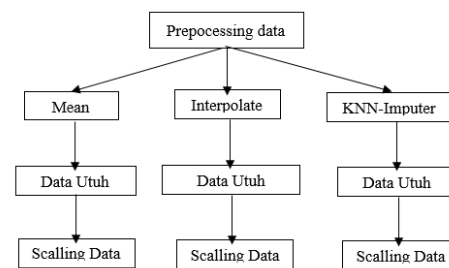 Prepocessing data
Mean
Interpolate
KNN-Imputer
Data Utuh
Data Utuh
Data Utuh
Scalling Data
Scalling Data
Scalling Data